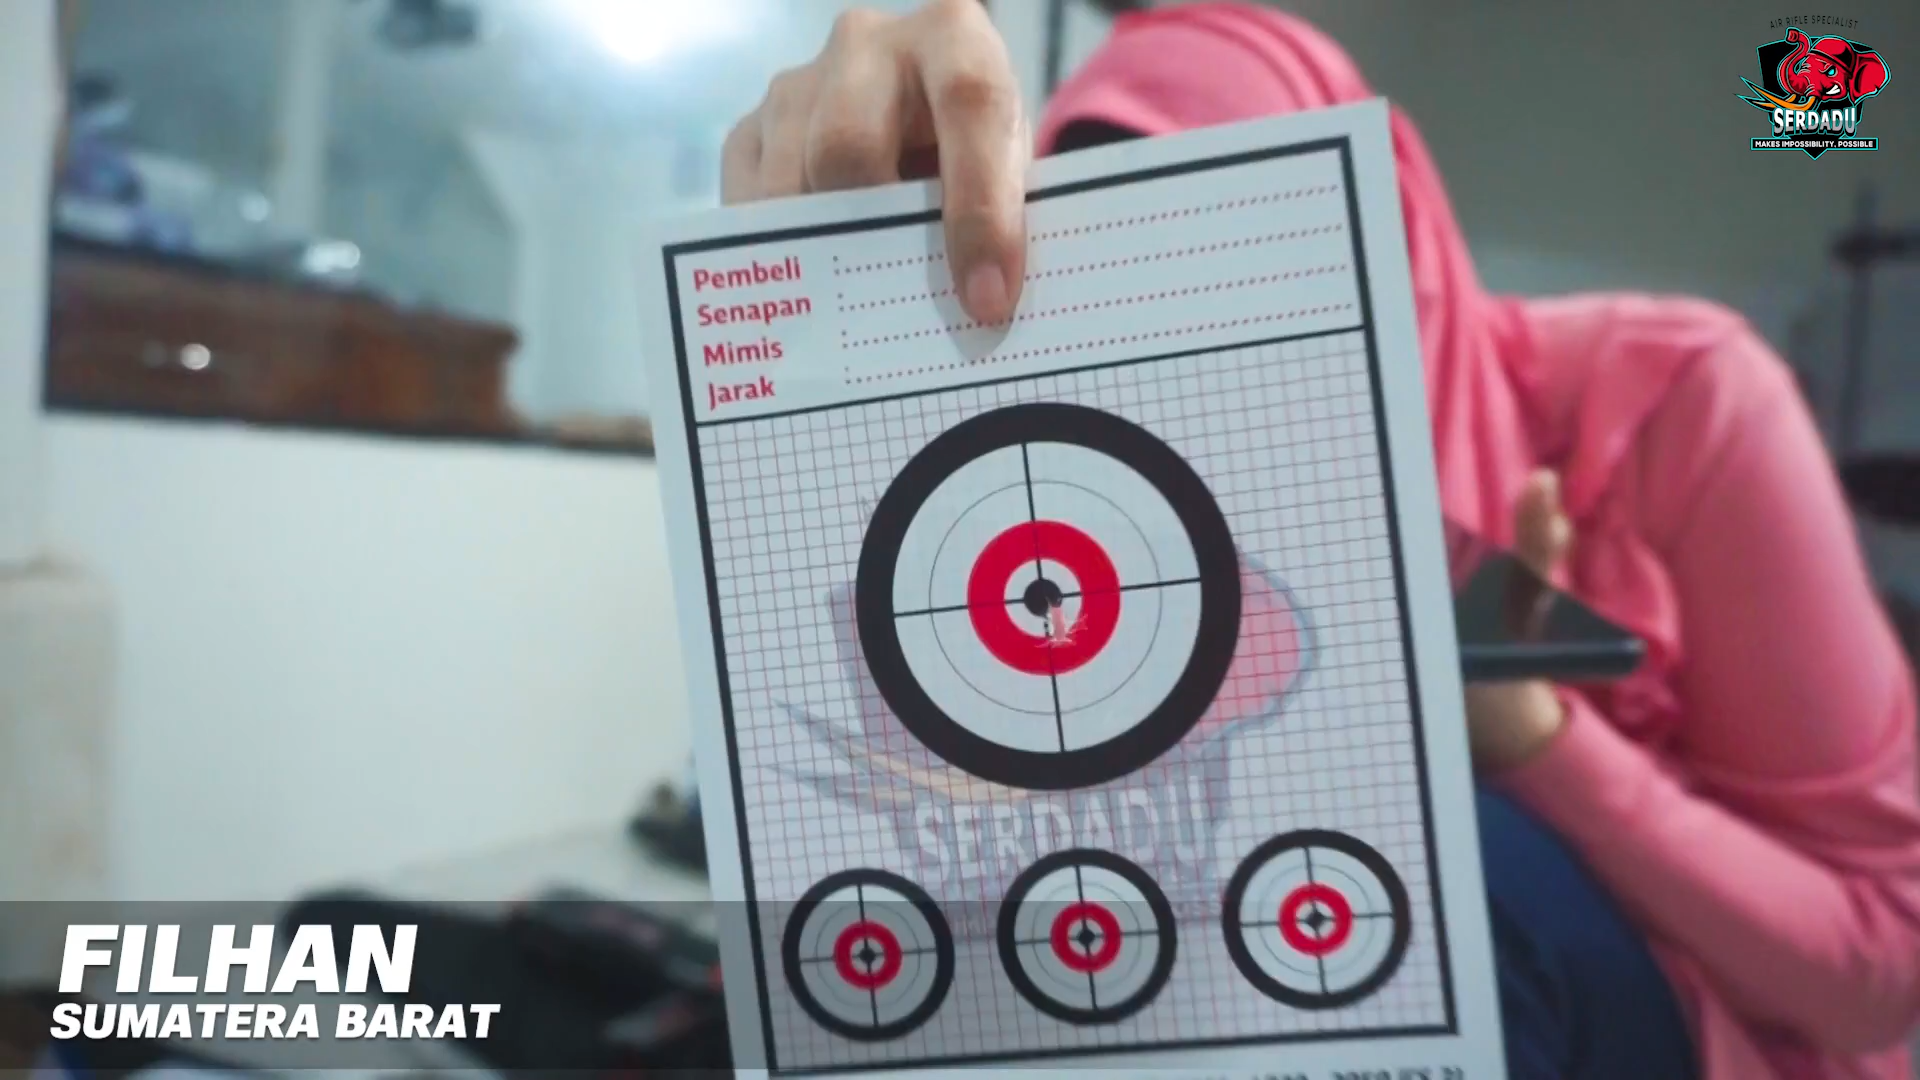 AIR RIFLE SPECIALIST
SERDADU
MAKES IMPOSSIBILITY, POSSIBLE
Pembeli :
Senapan :
Mimis :
Jarak :
SERDADU
FILHAN
SUMATERA BARAT